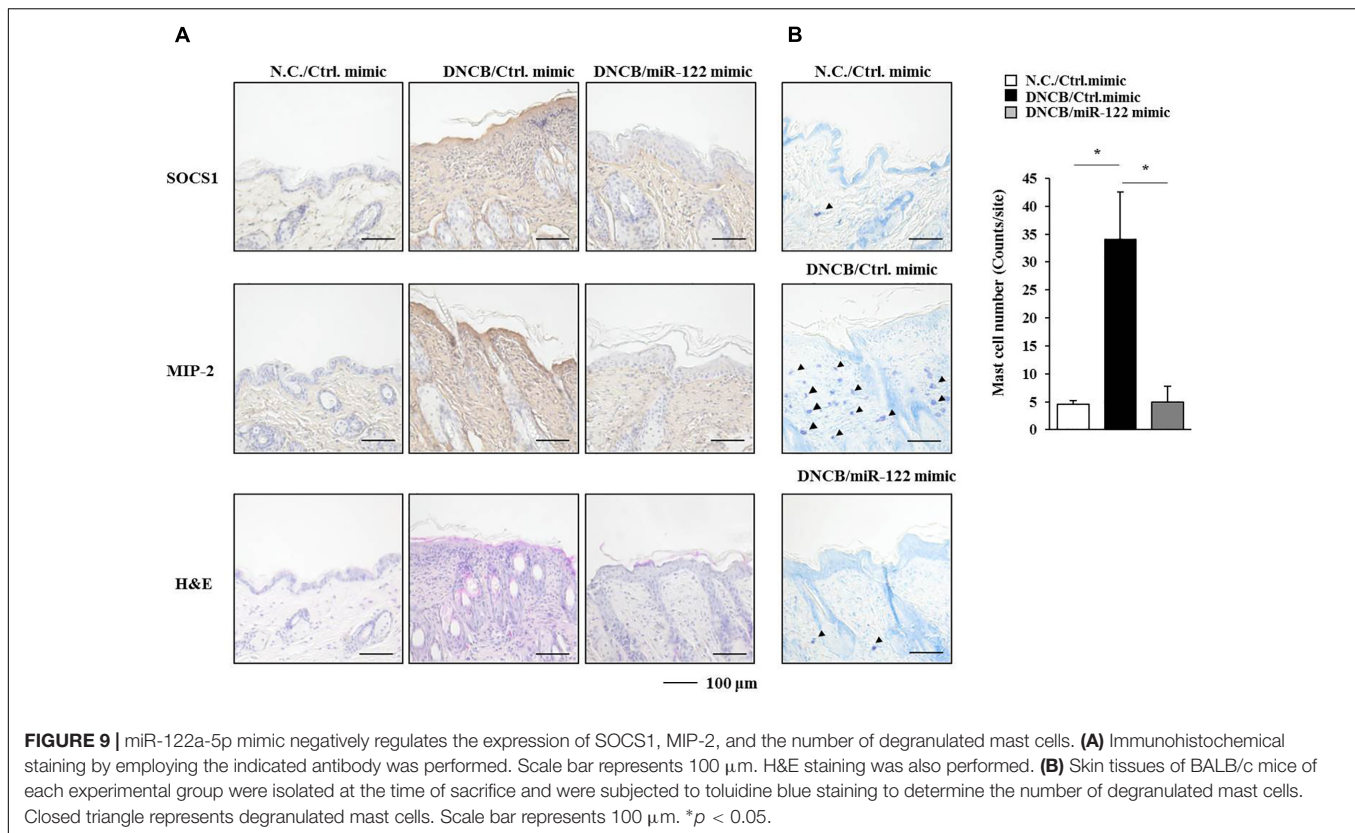 A
B
N.C./Ctrl. mimic
DNCB/Ctrl. mimic
DNCB/miR-122 mimic
N.C./Ctrl. mimic
N.C./Ctrl.mimic
DNCB/Ctrl.mimic
DNCB/miR-122 mimic
SOCS1
*
*
Mast cell number (Counts/site)
45
40
35
30
25
20
15
10
5
0
DNCB/Ctrl. mimic
MIP-2
DNCB/miR-122 mimic
H&E
100 μm
FIGURE 9 | miR-122a-5p mimic negatively regulates the expression of SOCS1, MIP-2, and the number of degranulated mast cells. (A) Immunohistochemical
staining by employing the indicated antibody was performed. Scale bar represents 100 μm. H&E staining was also performed. (B) Skin tissues of BALB/c mice of
each experimental group were isolated at the time of sacrifice and were subjected to toluidine blue staining to determine the number of degranulated mast cells.
Closed triangle represents degranulated mast cells. Scale bar represents 100 μm. *p < 0.05.